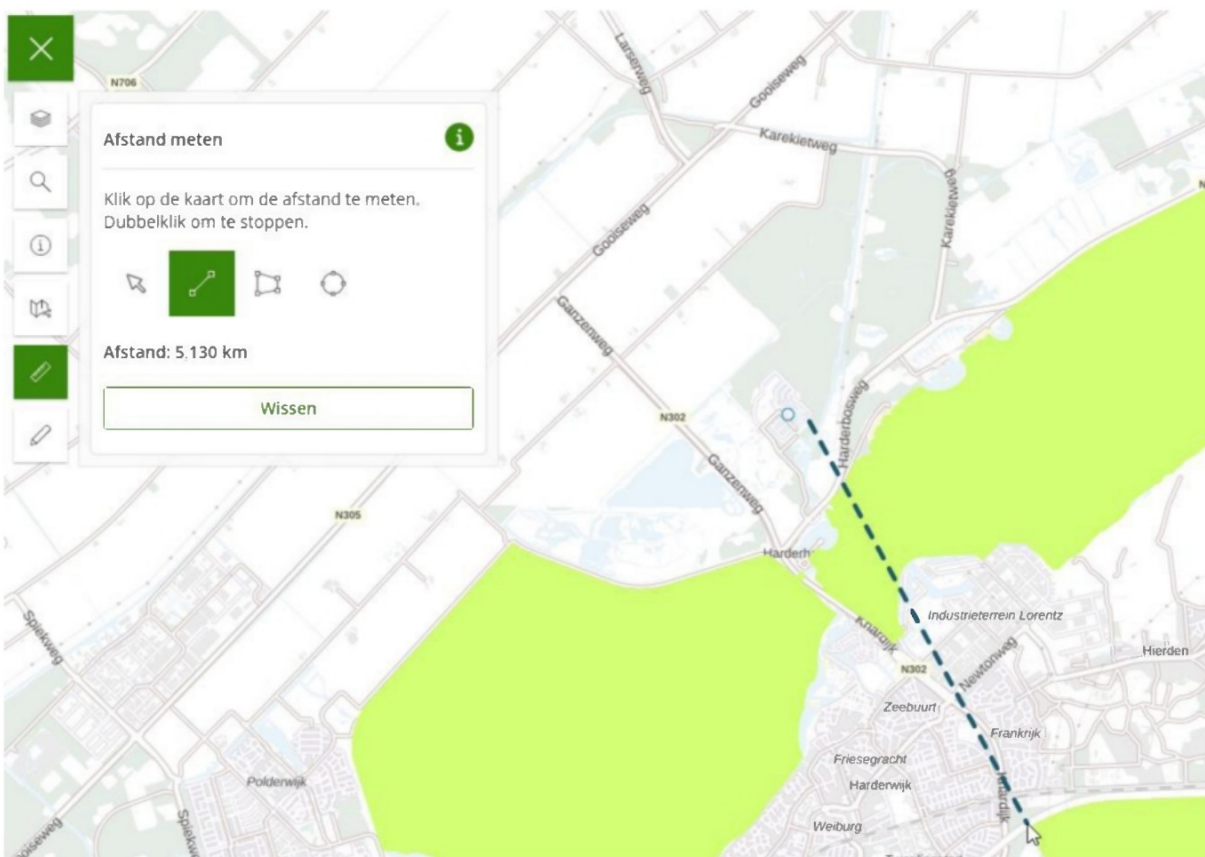 N706
Afstand meten
Klik op de kaart om de afstand te meten.
Dubbelklik om te stoppen.
Afstand: 5,130 km
Wissen
Larserweg
Gooiseweg
Karekietweg
Karekietweg
Gooiseweg
Ganzenweg
N302
Harderbosweg
Ganzenweg
N305
Knardijk
Industrieterrein Lorentz
Spiekweg
Hierden
N302
Newtonweg
Zeebuurt
Frankrijk
Friesegracht
Polderwijk
Harderwijk
Knardijk
Weiburg